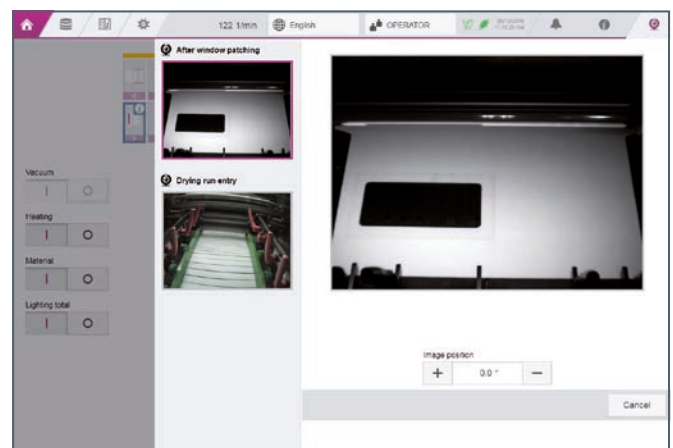 122 1/min
English
OPERATOR
After window patching
Drying run entry
Vacuum
I O
Heating
I O
Material
I O
Lighting total
I O
Image position
+ 0.0 ° −
Cancel